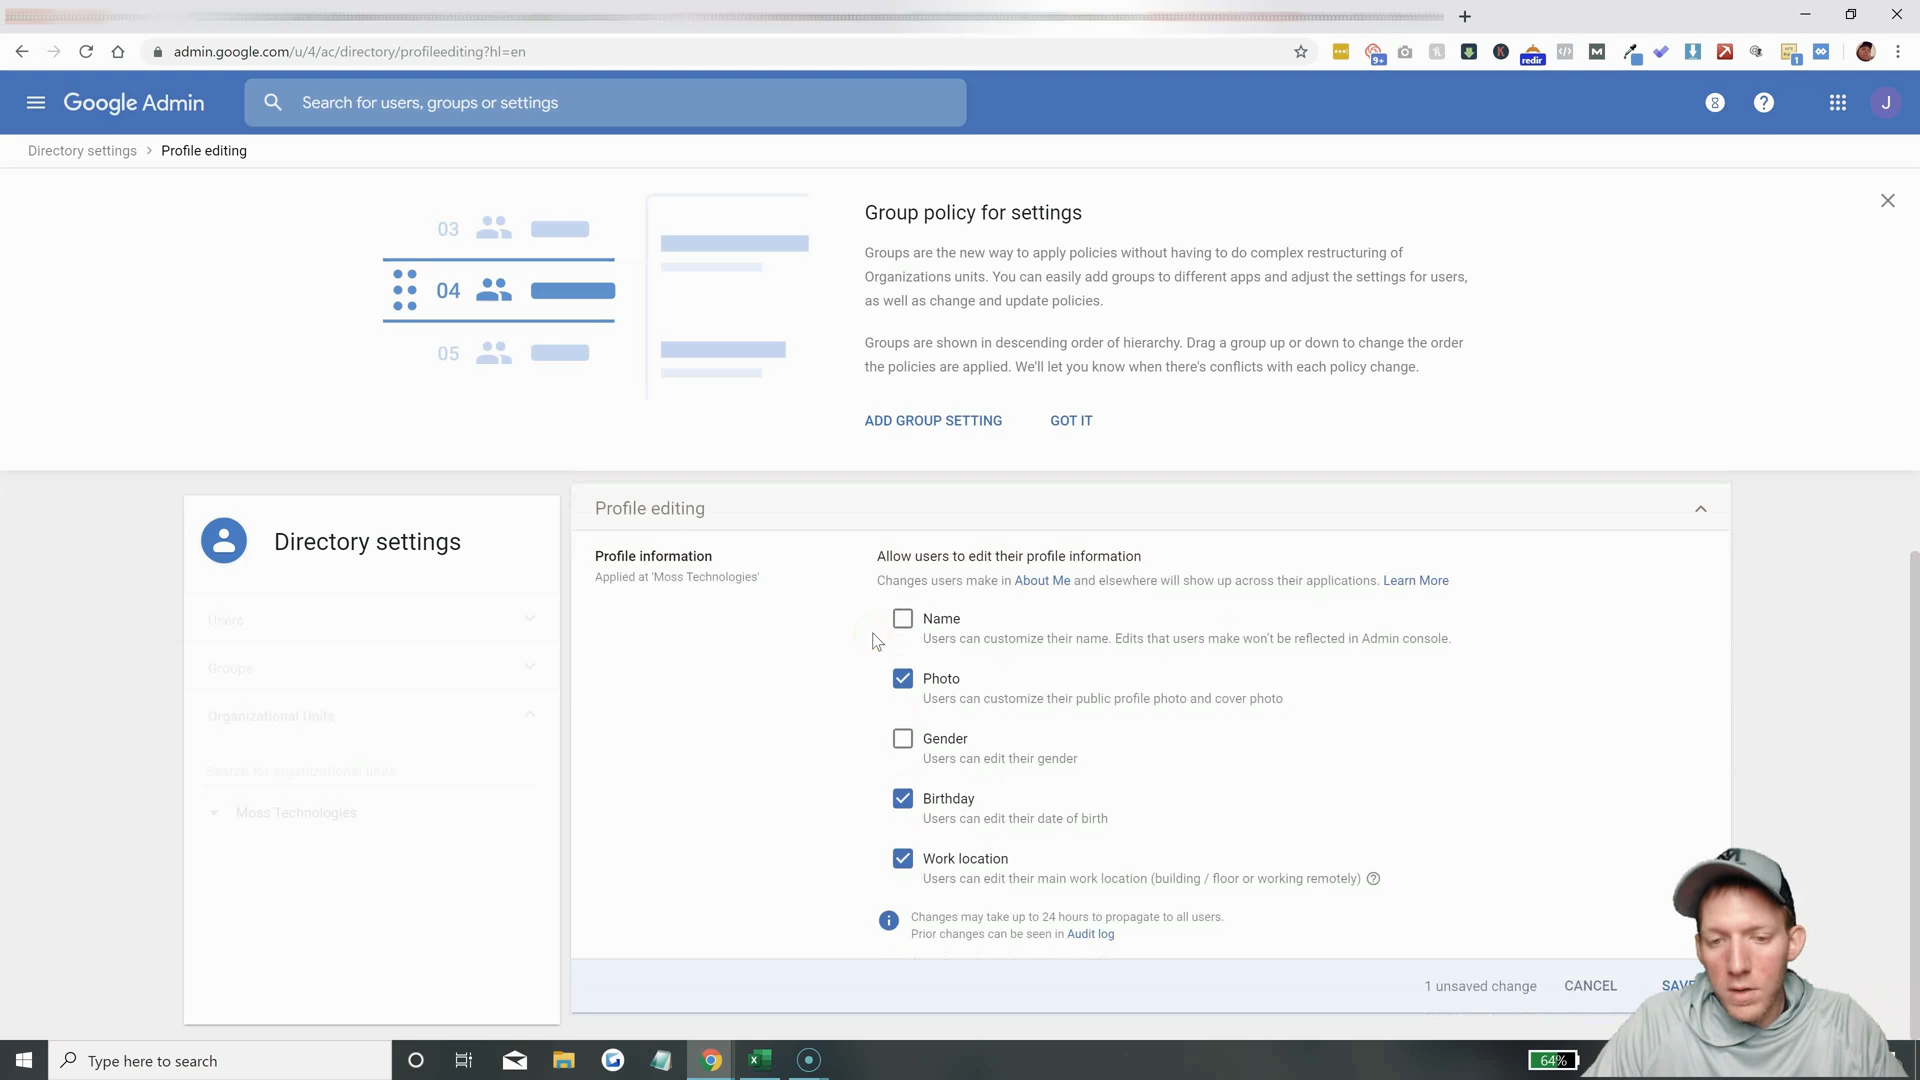 admin.google.com/u/4/ac/directory/profileediting?hl=en
9+
redir
1
Google Admin
Search for users, groups or settings
J
Directory settings > Profile editing
03
04
05
Group policy for settings
Groups are the new way to apply policies without having to do complex restructuring of
Organizations units. You can easily add groups to different apps and adjust the settings for users,
as well as change and update policies.
Groups are shown in descending order of hierarchy. Drag a group up or down to change the order
the policies are applied. We'll let you know when there's conflicts with each policy change.
ADD GROUP SETTING GOT IT
Directory settings
Users
Groups
Organizational Units
Search for organizational units
Moss Technologies
Profile editing
Profile information
Applied at 'Moss Technologies'
Allow users to edit their profile information
Changes users make in About Me and elsewhere will show up across their applications. Learn More
Name
Users can customize their name. Edits that users make won't be reflected in Admin console.
Photo
Users can customize their public profile photo and cover photo
Gender
Users can edit their gender
Birthday
Users can edit their date of birth
Work location
Users can edit their main work location (building / floor or working remotely)
Changes may take up to 24 hours to propagate to all users.
Prior changes can be seen in Audit log
1 unsaved change CANCEL SAVE
Type here to search
64%